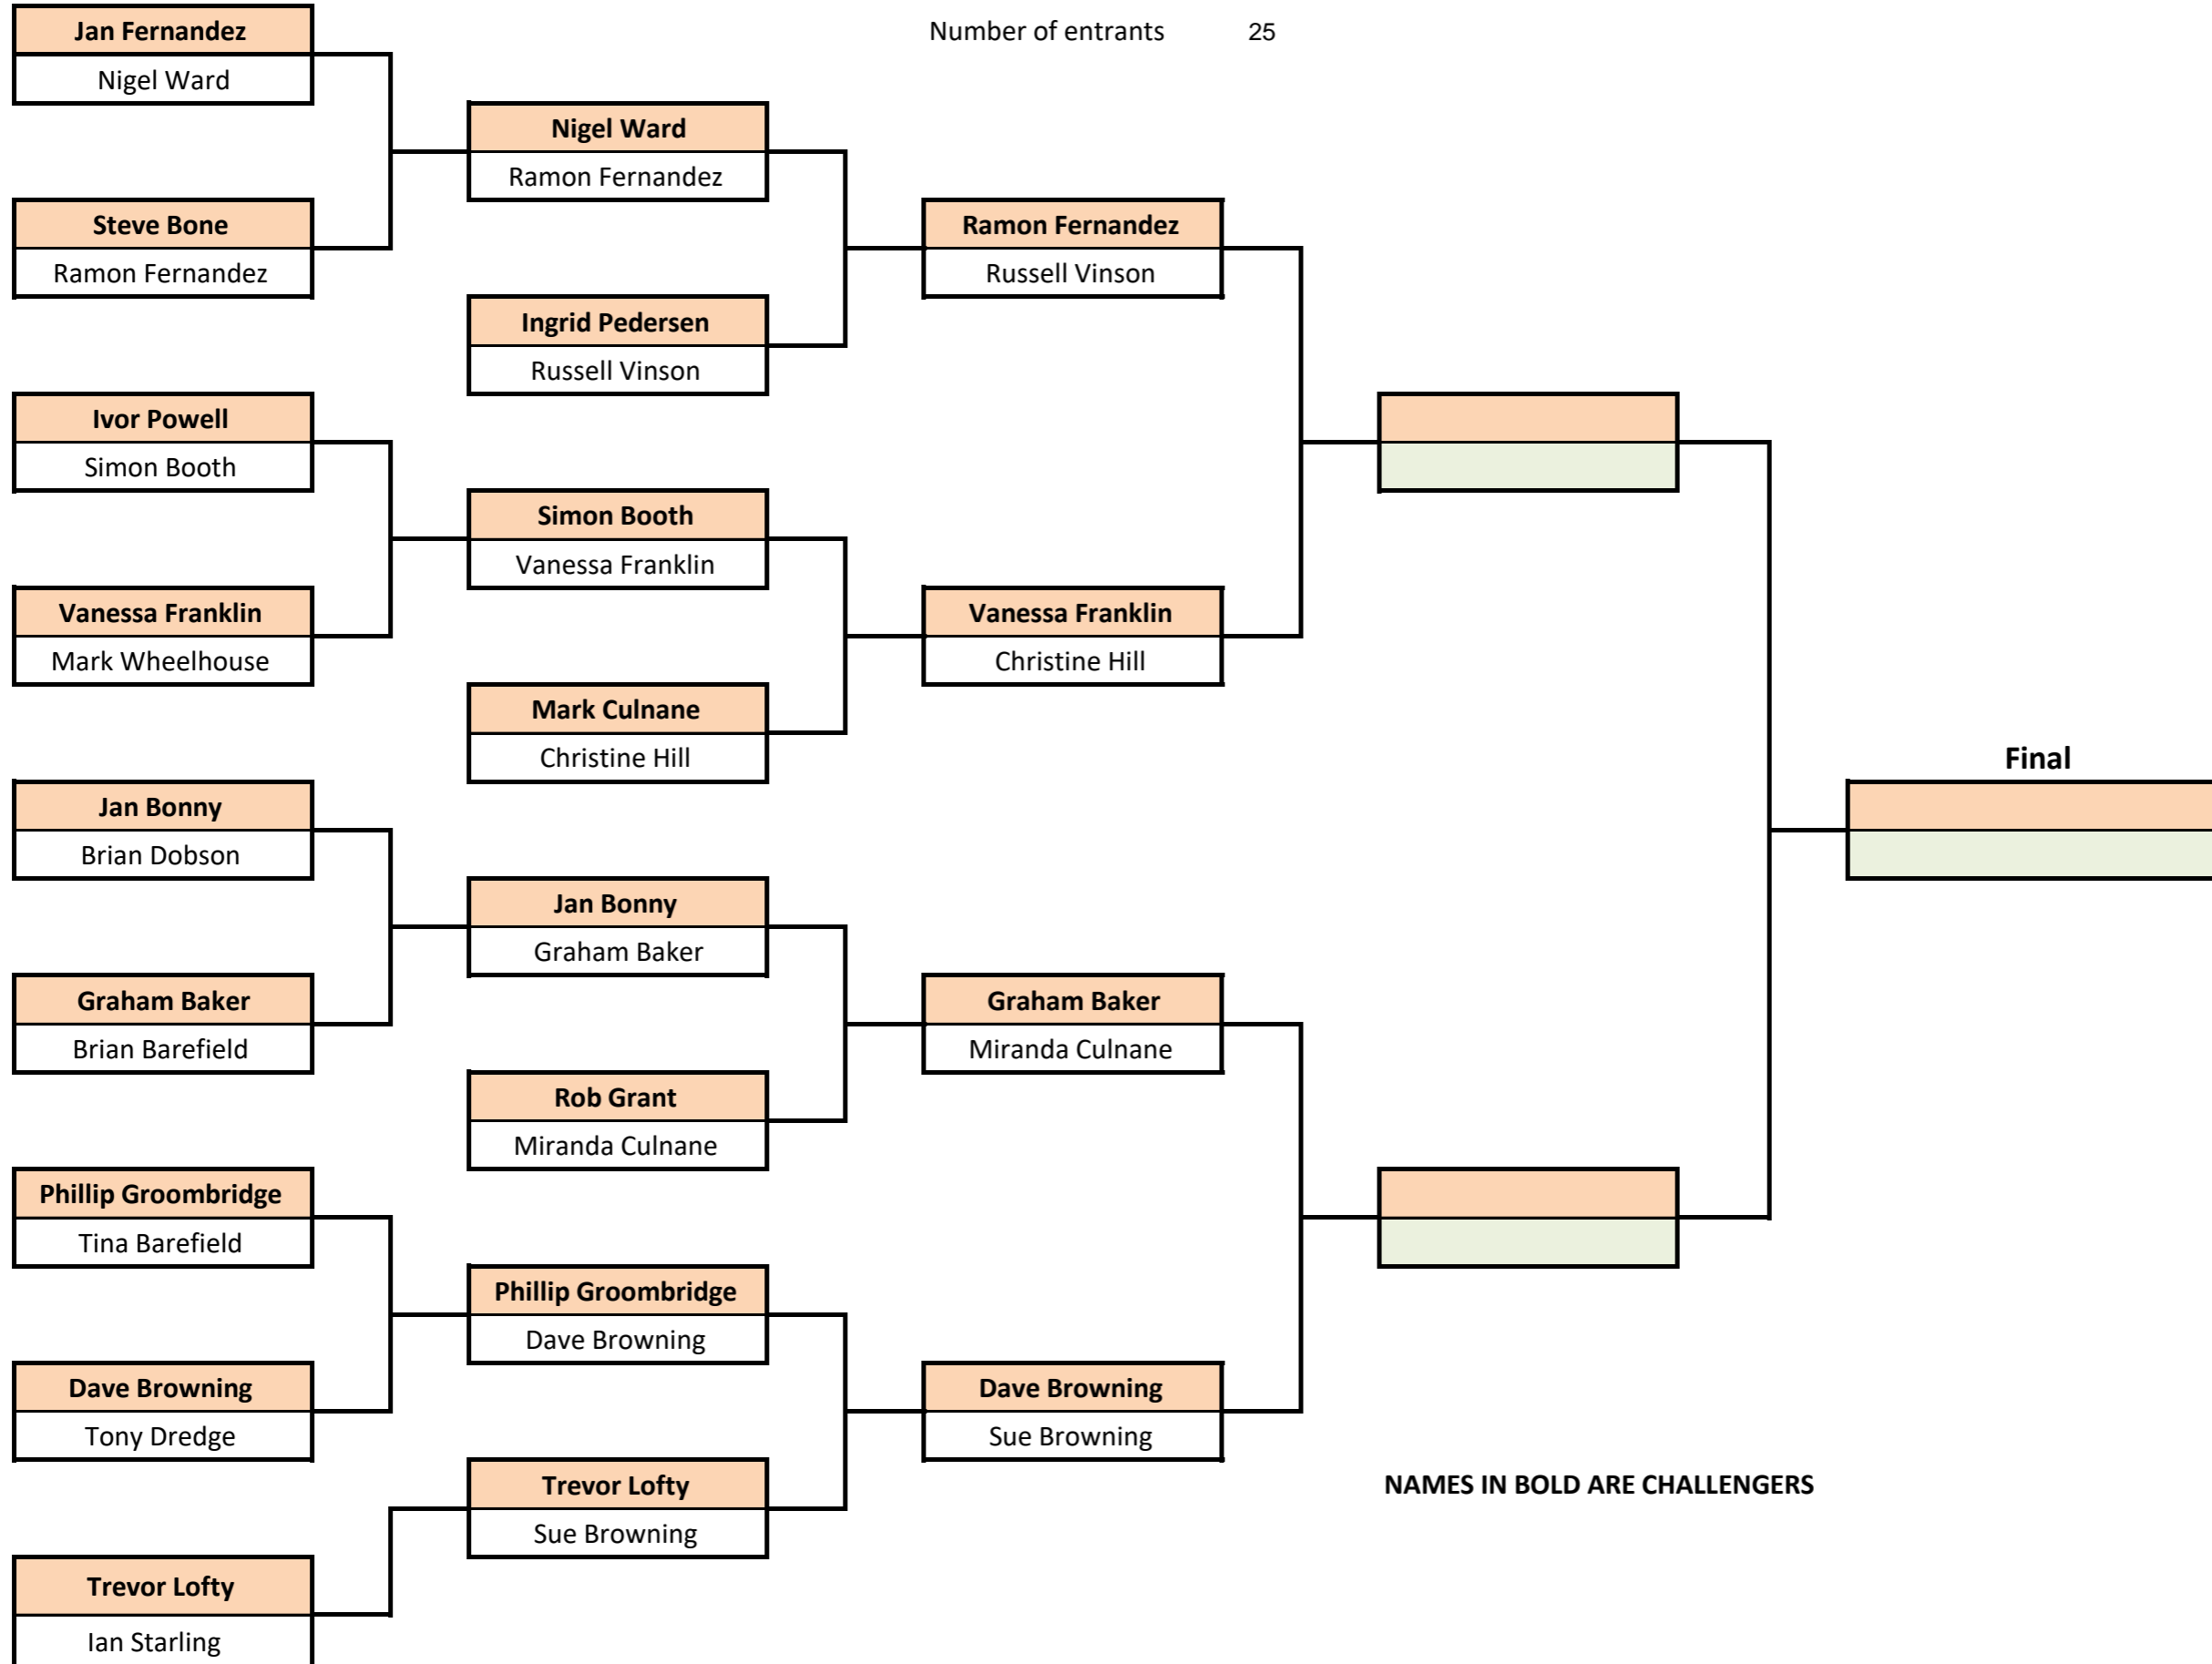 Jan Fernandez
Nigel Ward
Steve Bone
Ramon Fernandez
Ivor Powell
Simon Booth
Vanessa Franklin
Mark Wheelhouse
Jan Bonny
Brian Dobson
Graham Baker
Brian Barefield
Phillip Groombridge
Tina Barefield
Dave Browning
Tony Dredge
Trevor Lofty
Ian Starling
Nigel Ward
Ramon Fernandez
Ingrid Pedersen
Russell Vinson
Simon Booth
Vanessa Franklin
Mark Culnane
Christine Hill
Jan Bonny
Graham Baker
Rob Grant
Miranda Culnane
Phillip Groombridge
Dave Browning
Trevor Lofty
Sue Browning
Number of entrants 25
Ramon Fernandez
Russell Vinson
Vanessa Franklin
Christine Hill
Graham Baker
Miranda Culnane
Dave Browning
Sue Browning
Final
NAMES IN BOLD ARE CHALLENGERS